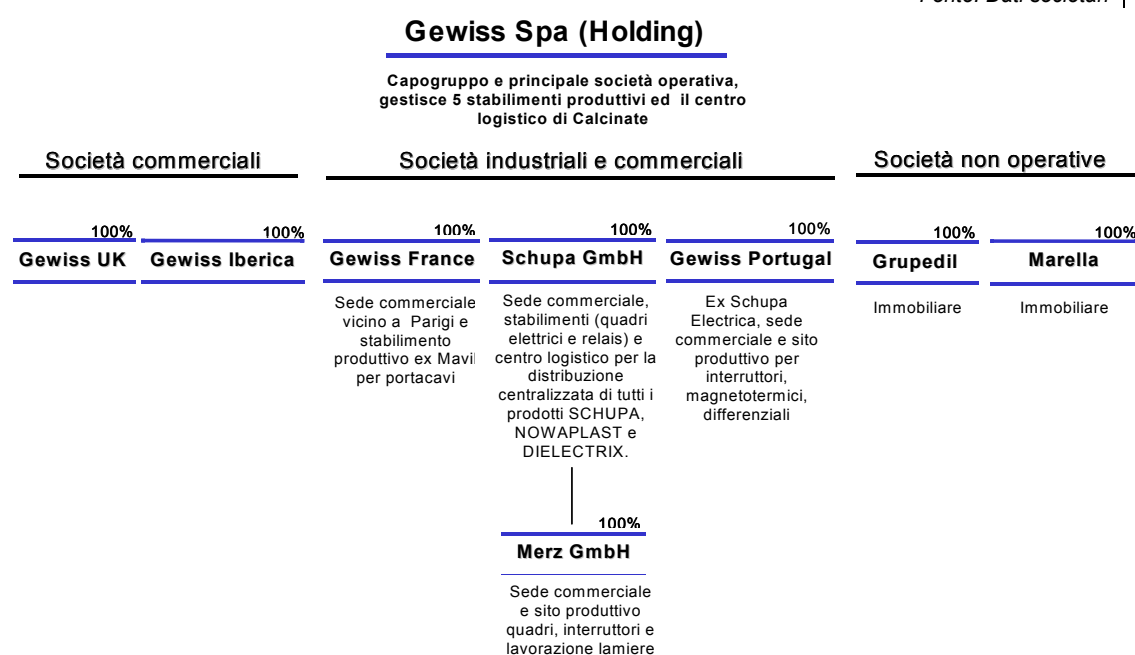 Fonte: Dati societari
Gewiss Spa (Holding)
Capogruppo e principale società operativa,
gestisce 5 stabilimenti produttivi ed il centro
logistico di Calcinate
Società commerciali
Società industriali e commerciali
Società non operative
100%
Gewiss UK
100%
Gewiss Iberica
100%
Gewiss France
Sede commerciale
vicino a Parigi e
stabilimento
produttivo ex Mavil
per portacavi
100%
Schupa GmbH
Sede commerciale,
stabilimenti (quadri
elettrici e relais) e
centro logistico per la
distribuzione
centralizzata di tutti i
prodotti SCHUPA,
NOWAPLAST e
DIELECTRIX.
100%
Gewiss Portugal
Ex Schupa
Electrica, sede
commerciale e sito
produttivo per
interruttori,
magnetotermici,
differenziali
100%
Grupedil
Immobiliare
100%
Marella
Immobiliare
100%
Merz GmbH
Sede commerciale
e sito produttivo
quadri, interruttori e
lavorazione lamiere